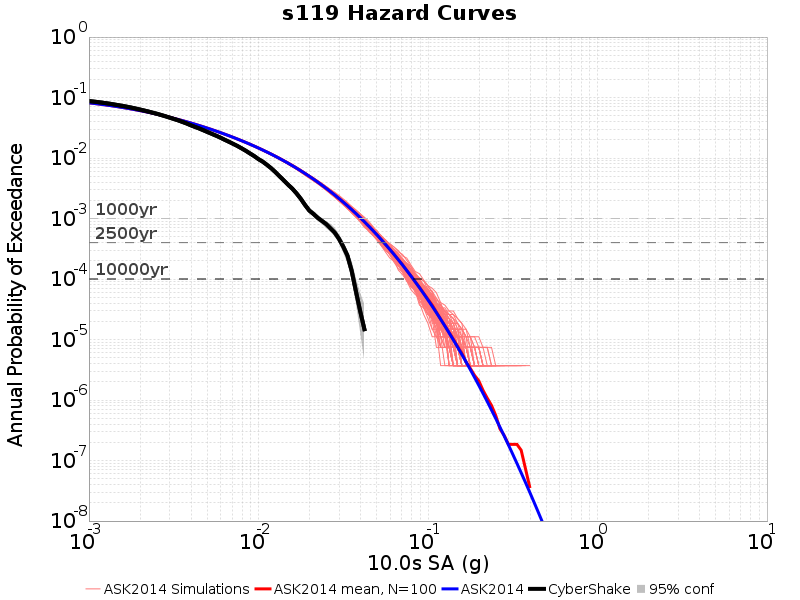 s119 Hazard Curves
Annual Probability of Exceedance
10^0
10^-1
10^-2
10^-3
10^-4
10^-5
10^-6
10^-7
10^-8
1000yr
2500yr
10000yr
10^-3 10^-2 10^-1 10^0 10^1
10.0s SA (g)
ASK2014 Simulations ASK2014 mean, N=100 ASK2014 CyberShake 95% conf